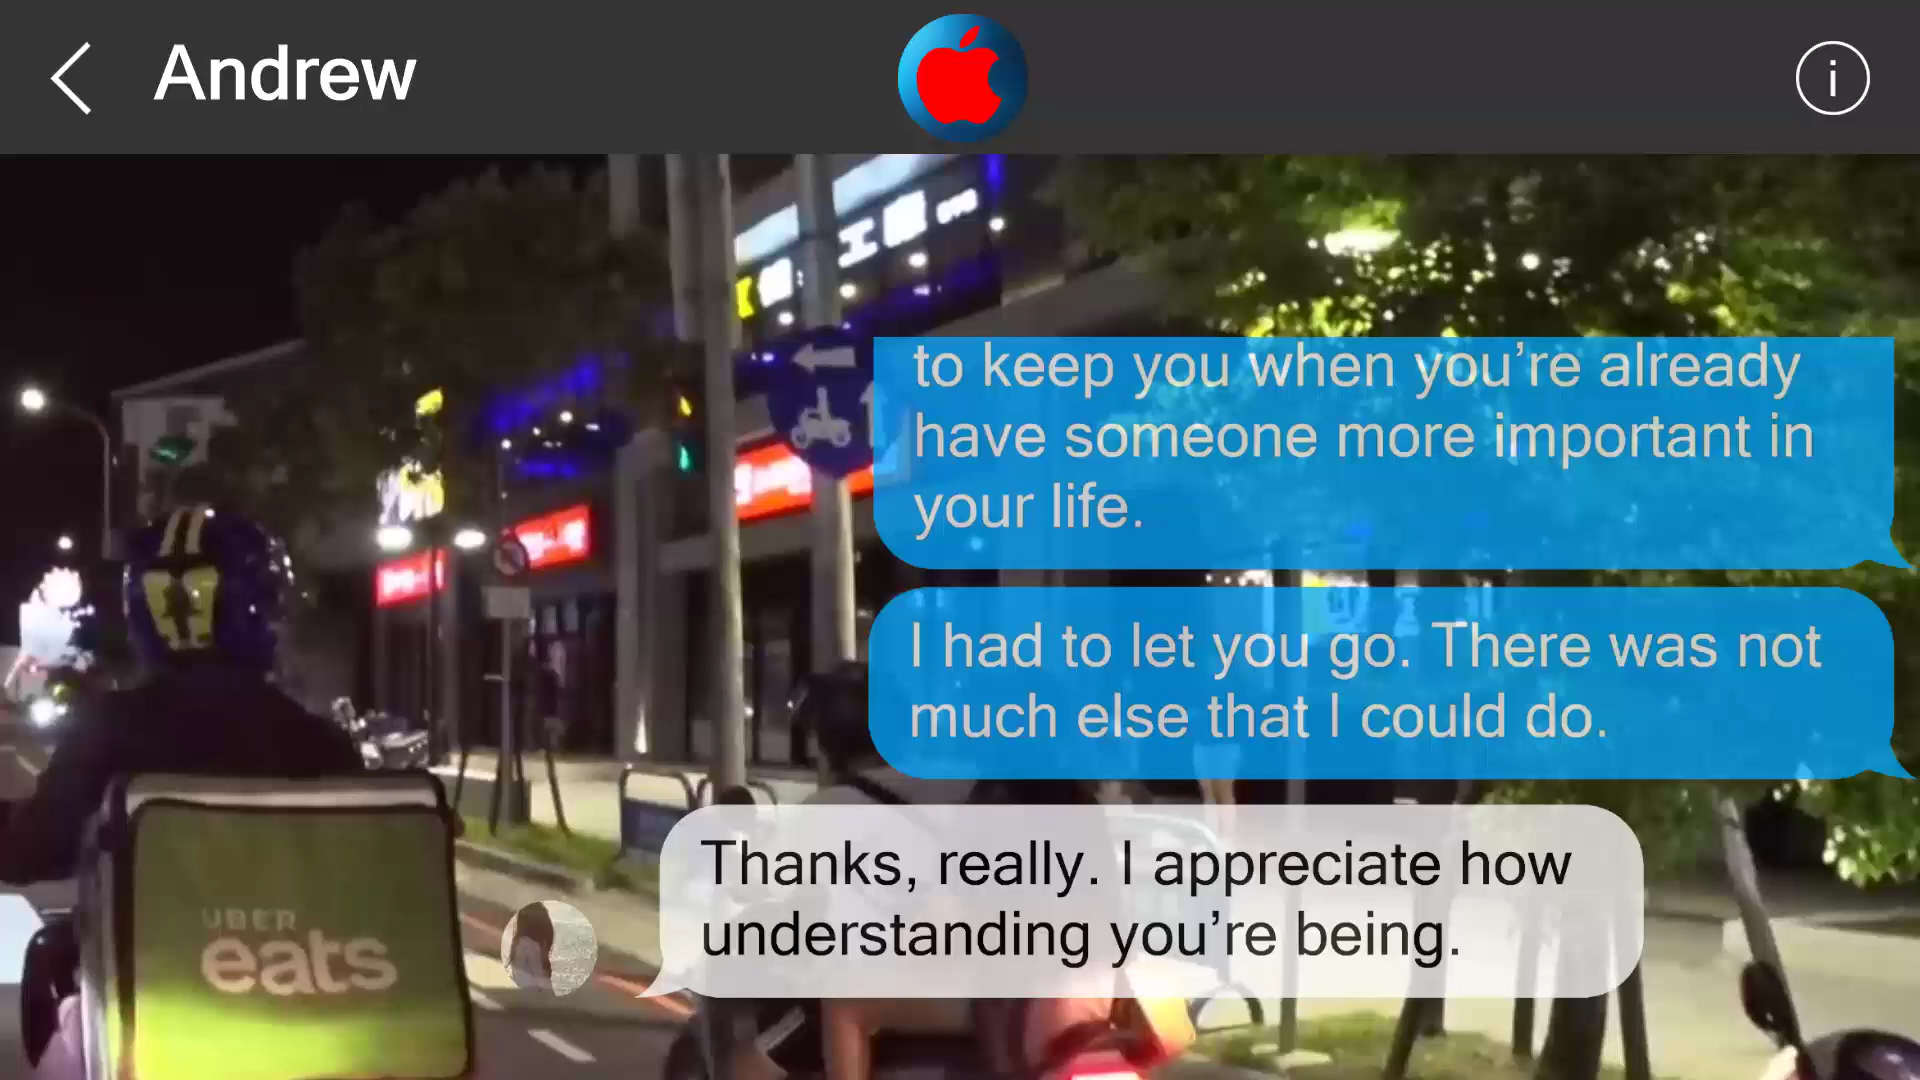 Andrew
to keep you when you’re already
have someone more important in
your life.
I had to let you go. There was not
much else that I could do.
Thanks, really. I appreciate how
understanding you’re being.
UBER
eats